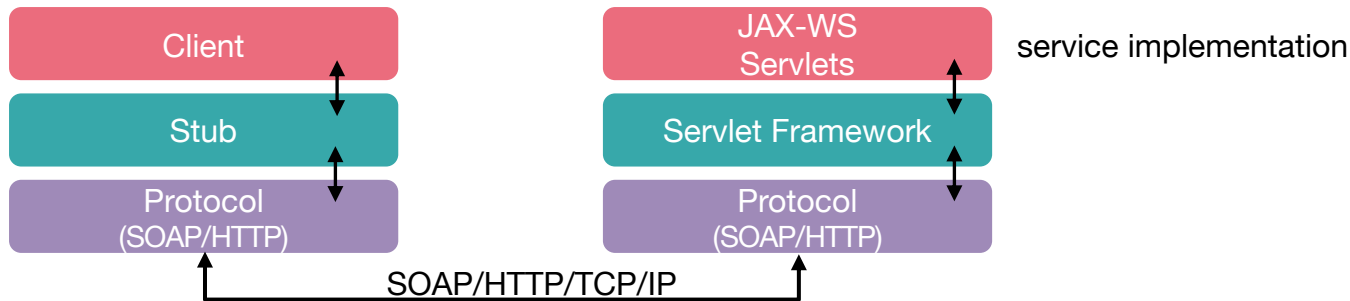 Client
Stub
Protocol
(SOAP/HTTP)
JAX-WS
Servlets
service implementation
Servlet Framework
Protocol
(SOAP/HTTP)
SOAP/HTTP/TCP/IP